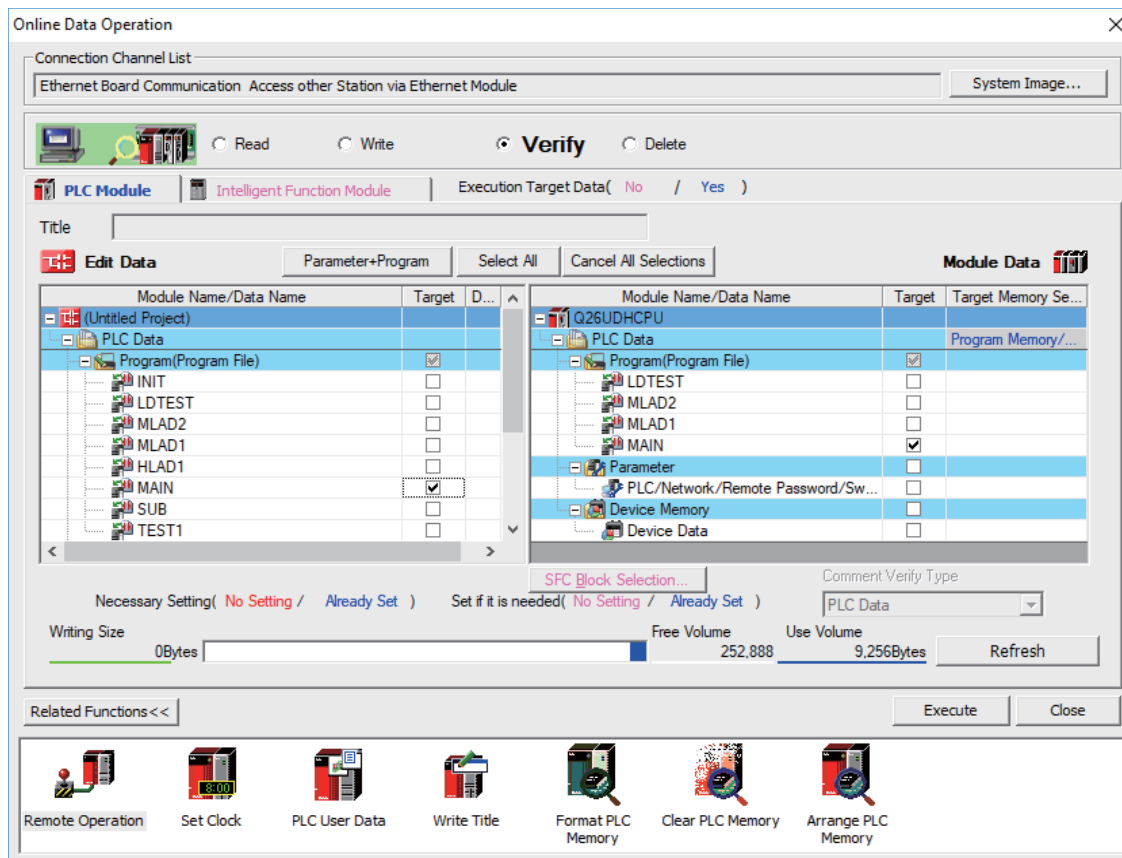 Online Data Operation
Connection Channel List
Ethernet Board Communication Access other Station via Ethernet Module
System Image...
Read Write Verify Delete
PLC Module Intelligent Function Module Execution Target Data( No / Yes )
Title
Edit Data Parameter+Program Select All Cancel All Selections Module Data
Module Name/Data Name Target D...
(Untitled Project)
PLC Data
Program(Program File)
INIT
LDTEST
MLAD2
MLAD1
HLAD1
MAIN
SUB
TEST1
Module Name/Data Name Target Target Memory Se...
Q26UDHCPU
PLC Data Program Memory/...
Program(Program File)
LDTEST
MLAD2
MLAD1
MAIN
Parameter
PLC/Network/Remote Password/Sw...
Device Memory
Device Data
SFC Block Selection... Comment Verify Type
Necessary Setting( No Setting / Already Set ) Set if it is needed( No Setting / Already Set ) PLC Data
Writing Size Free Volume Use Volume
0Bytes 252,888 9,256Bytes Refresh
Related Functions<< Execute Close
8:00
Remote Operation Set Clock PLC User Data Write Title Format PLC Memory Clear PLC Memory Arrange PLC Memory